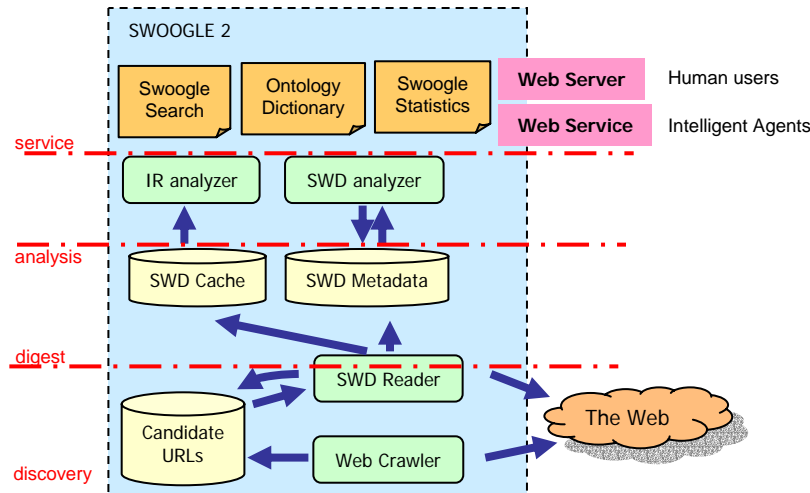 SWOOGLE 2
Swoogle
Search
Ontology
Dictionary
Swoogle
Statistics
Web Server
Human users
Web Service
Intelligent Agents
service
IR analyzer
SWD analyzer
analysis
SWD Cache
SWD Metadata
digest
SWD Reader
Candidate
URLs
The Web
Web Crawler
discovery